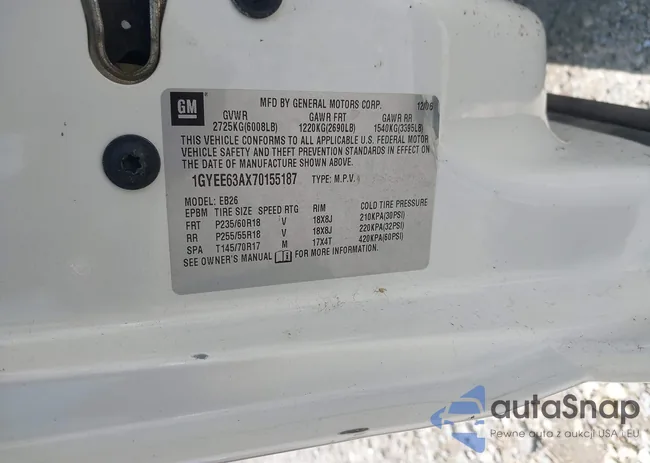 GM
MFD BY GENERAL MOTORS CORP.
12/06
GVWR GAWR FRT GAWR RR
2725KG(6008LB) 1220KG(2690LB) 1540KG(3395LB)
THIS VEHICLE CONFORMS TO ALL APPLICABLE U.S. FEDERAL MOTOR
VEHICLE SAFETY AND THEFT PREVENTION STANDARDS IN EFFECT ON
THE DATE OF MANUFACTURE SHOWN ABOVE.
1GYEE63AX70155187 TYPE: M.P.V.
MODEL: EB26
EPBM TIRE SIZE SPEED RTG R/M COLD TIRE PRESSURE
FRT P235/60R18 V 18X8J 210KPA(30PSI)
RR P255/55R18 V 18X8J 220KPA(32PSI)
SPA T145/70R17 M 17X4T 420KPA(60PSI)
SEE OWNER'S MANUAL FOR MORE INFORMATION.
autoSnap
Pewne auta z aukcji USA i EU